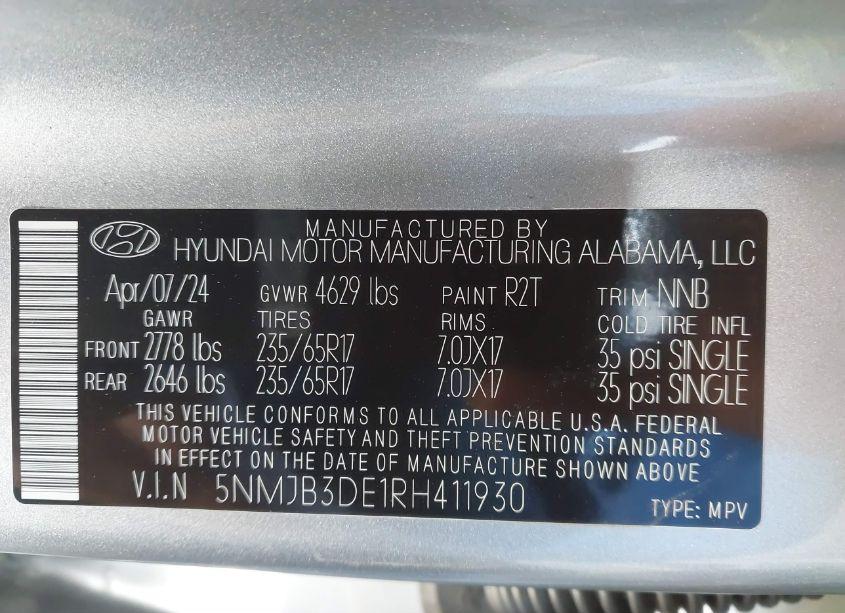 MANUFACTURED BY
HYUNDAI MOTOR MANUFACTURING ALABAMA, LLC
Apr/07/24 GVWR 4629 lbs PAINT R2T TRIM NNB
GAWR TIRES RIMS COLD TIRE INFL
FRONT 2778 lbs 235/65R17 7.0JX17 35 psi SINGLE
REAR 2646 lbs 235/65R17 7.0JX17 35 psi SINGLE
THIS VEHICLE CONFORMS TO ALL APPLICABLE U.S.A. FEDERAL
MOTOR VEHICLE SAFETY AND THEFT PREVENTION STANDARDS
IN EFFECT ON THE DATE OF MANUFACTURE SHOWN ABOVE
V.I.N 5NMJB3DE1RH411930
TYPE: MPV